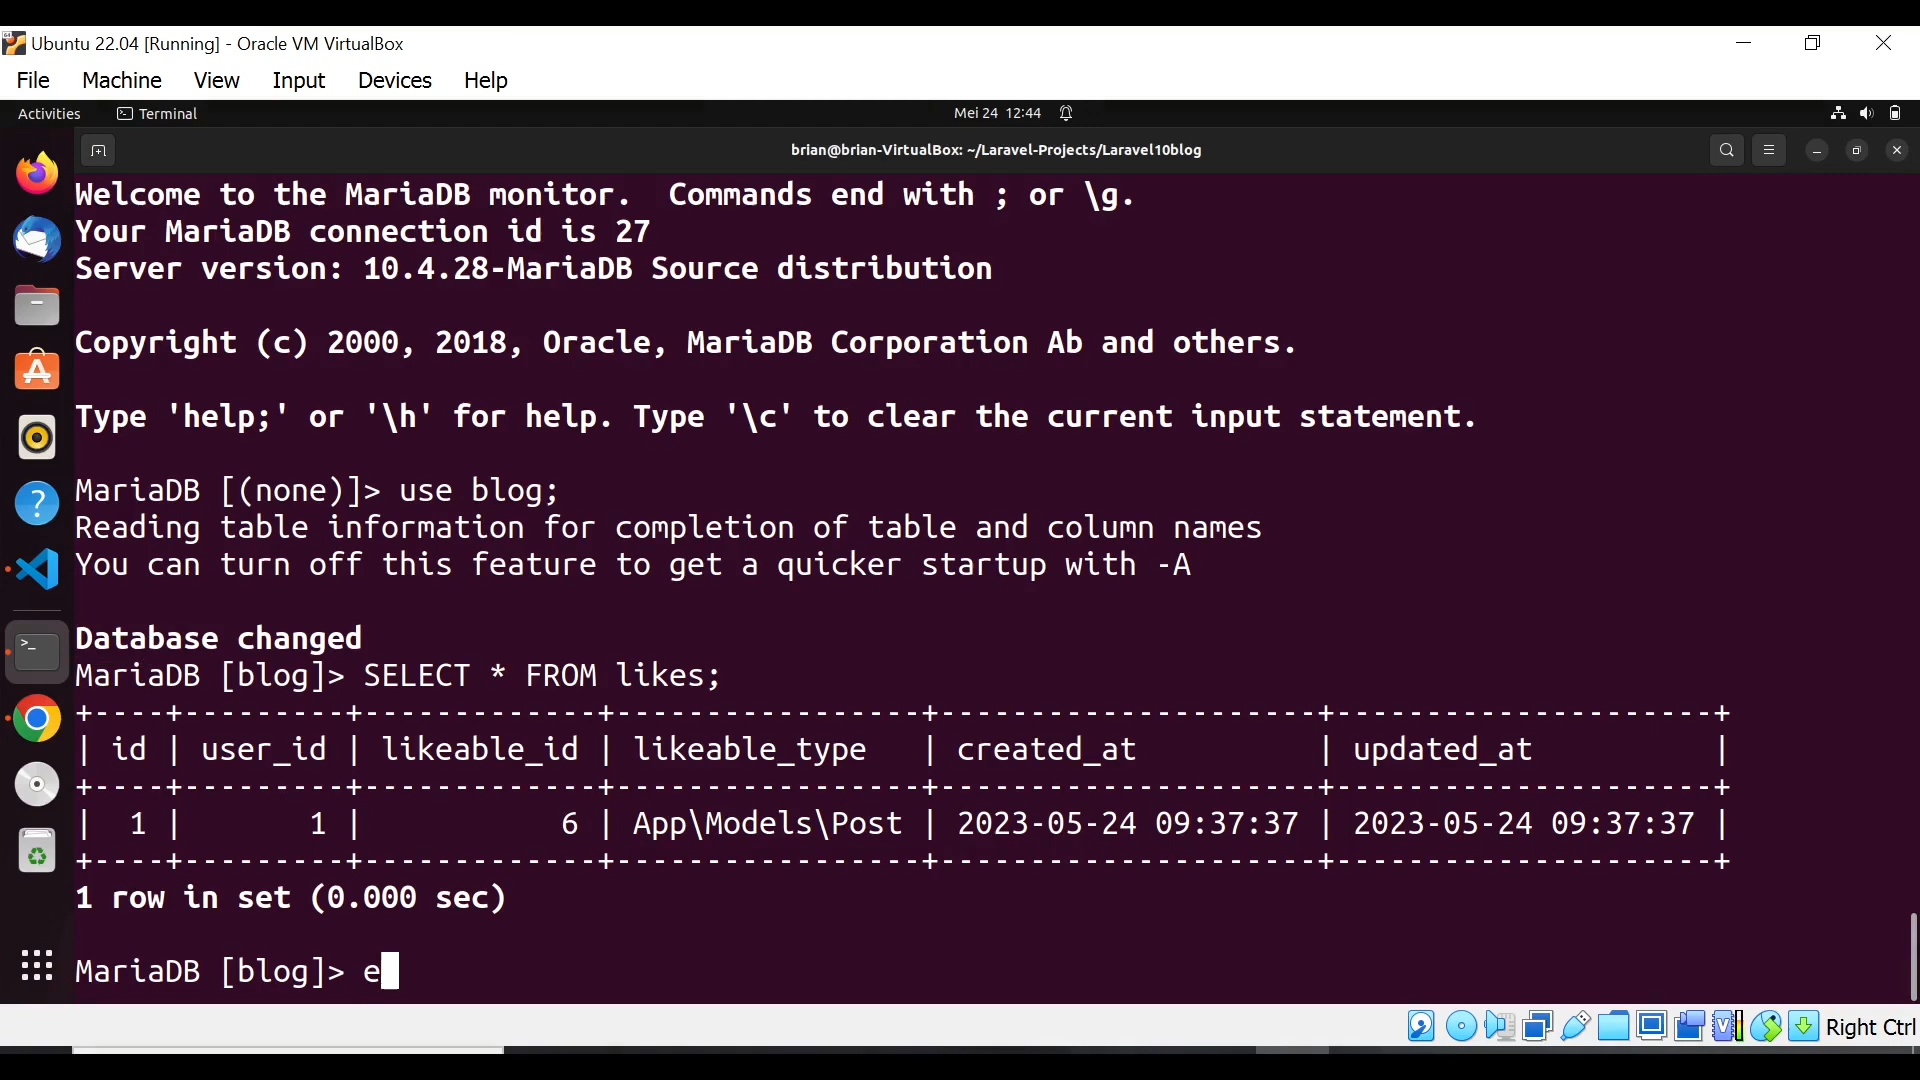 Ubuntu 22.04 [Running] - Oracle VM VirtualBox
File Machine View Input Devices Help
Activities Terminal Mei 24 12:44
brian@brian-VirtualBox: ~/Laravel-Projects/Laravel10blog
Welcome to the MariaDB monitor.  Commands end with ; or \g.
Your MariaDB connection id is 27
Server version: 10.4.28-MariaDB Source distribution
Copyright (c) 2000, 2018, Oracle, MariaDB Corporation Ab and others.
Type 'help;' or '\h' for help. Type '\c' to clear the current input statement.
MariaDB [(none)]> use blog;
Reading table information for completion of table and column names
You can turn off this feature to get a quicker startup with -A
Database changed
MariaDB [blog]> SELECT * FROM likes;
+----+---------+-------------+-----------------+---------------------+---------------------+
| id | user_id | likeable_id | likeable_type   | created_at          | updated_at          |
+----+---------+-------------+-----------------+---------------------+---------------------+
|  1 |       1 |           6 | App\Models\Post | 2023-05-24 09:37:37 | 2023-05-24 09:37:37 |
+----+---------+-------------+-----------------+---------------------+---------------------+
1 row in set (0.000 sec)
MariaDB [blog]> e
Right Ctrl